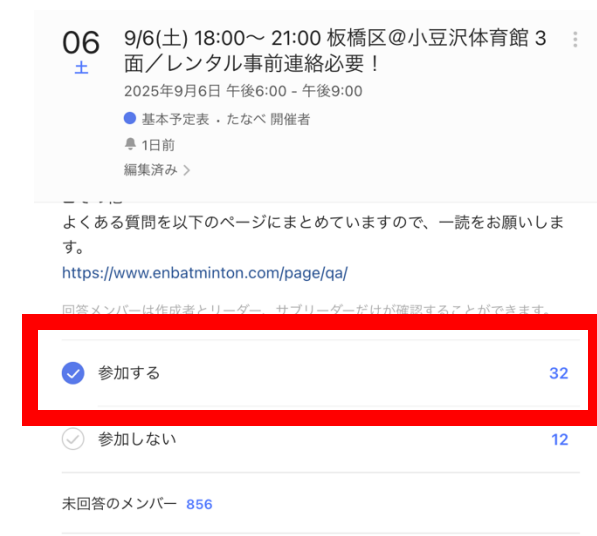 06
土
9/6(土) 18:00〜 21:00 板橋区@小豆沢体育館 3
面／レンタル事前連絡必要！
2025年9月6日 午後6:00 - 午後9:00
基本予定表・たなべ 開催者
1日前
編集済み >
よくある質問を以下のページにまとめていますので、一読をお願いしま
す。
https://www.enbatminton.com/page/qa/
回答メンバーは作成者とリーダー、サブリーダーだけが確認することができます。
参加する 32
参加しない 12
未回答のメンバー 856